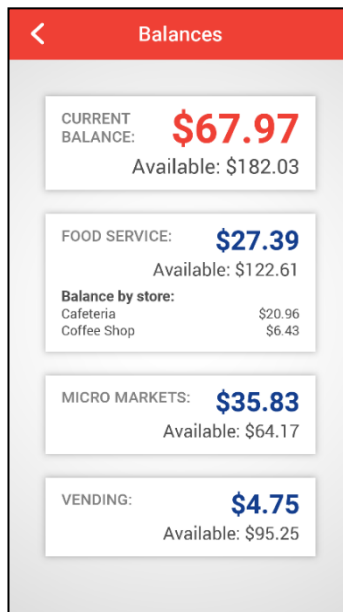 Balances
CURRENT
BALANCE:
$67.97
Available: $182.03
FOOD SERVICE: $27.39
Available: $122.61
Balance by store:
Cafeteria $20.96
Coffee Shop $6.43
MICRO MARKETS: $35.83
Available: $64.17
VENDING: $4.75
Available: $95.25